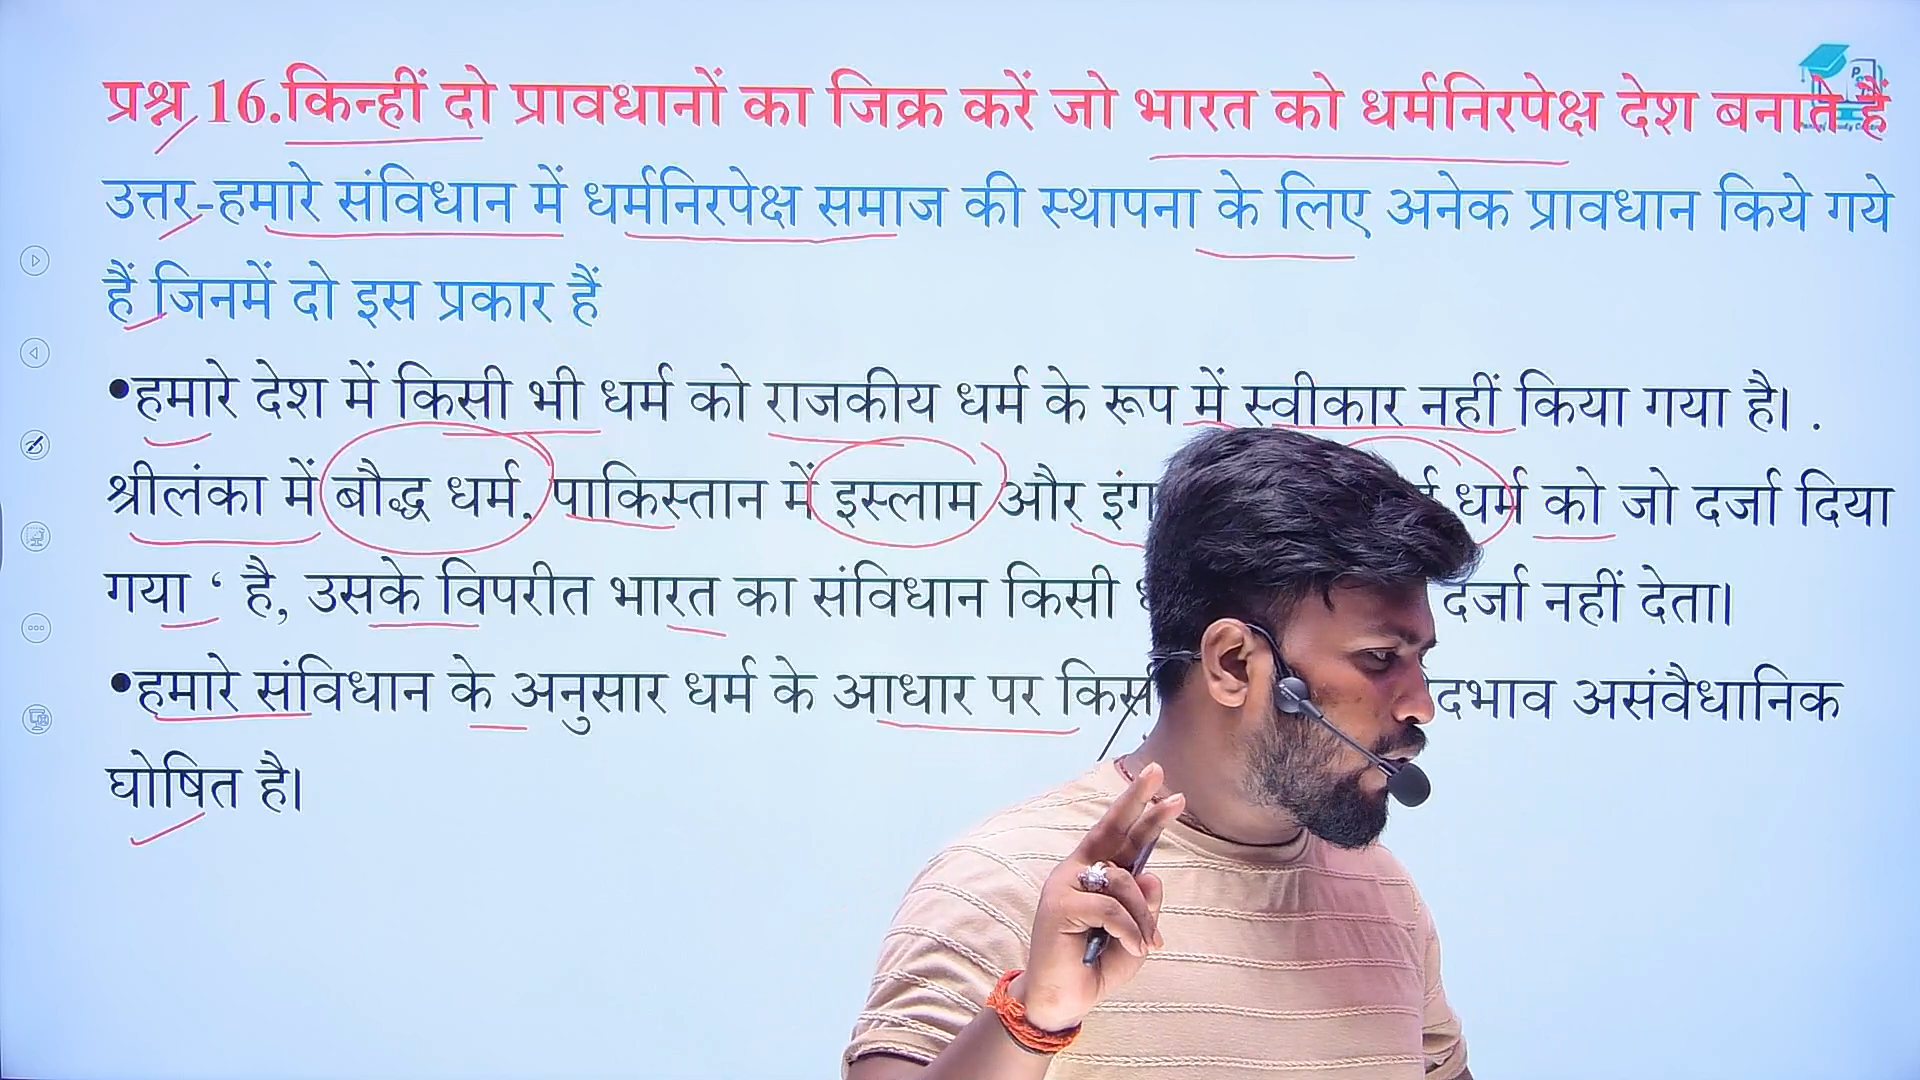 प्रश्न 16.किन्हीं दो प्रावधानों का जिक्र करें जो भारत को धर्मनिरपेक्ष देश बनाते हैं
उत्तर-हमारे संविधान में धर्मनिरपेक्ष समाज की स्थापना के लिए अनेक प्रावधान किये गये
हैं जिनमें दो इस प्रकार हैं
•हमारे देश में किसी भी धर्म को राजकीय धर्म के रूप में स्वीकार नहीं किया गया है। .
श्रीलंका में बौद्ध धर्म, पाकिस्तान में इस्लाम और धर्म को जो दर्जा दिया
गया ‘ है, उसके विपरीत भारत का संविधान किसी दर्जा नहीं देता।
•हमारे संविधान के अनुसार धर्म के आधार पर असंवैधानिक
घोषित है।